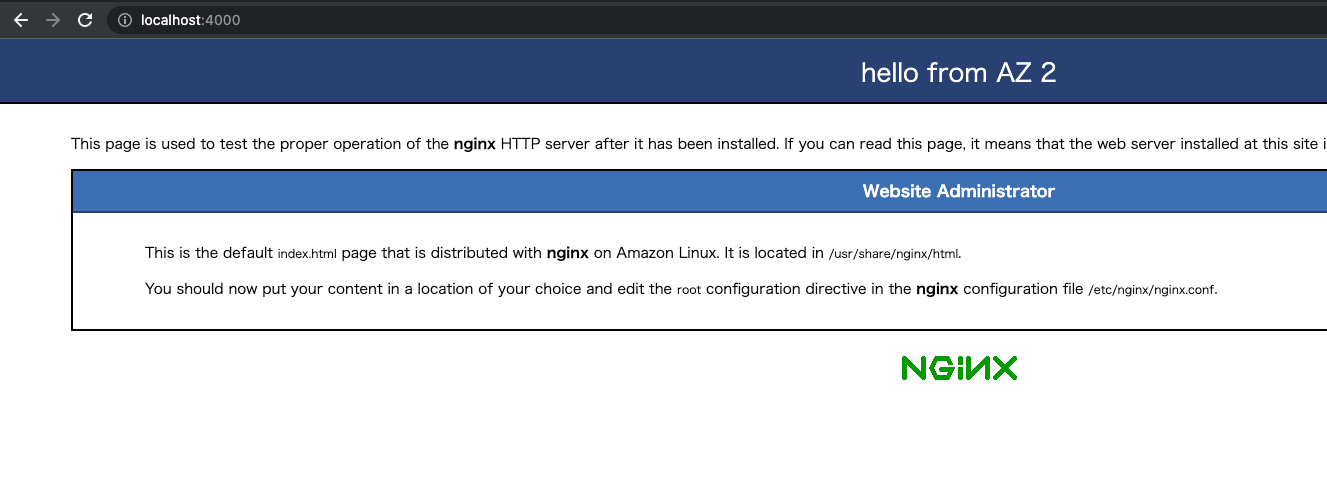 localhost:4000
hello from AZ 2
This page is used to test the proper operation of the nginx HTTP server after it has been installed. If you can read this page, it means that the web server installed at this site i
Website Administrator
This is the default index.html page that is distributed with nginx on Amazon Linux. It is located in /usr/share/nginx/html.
You should now put your content in a location of your choice and edit the root configuration directive in the nginx configuration file /etc/nginx/nginx.conf.
NGiNX